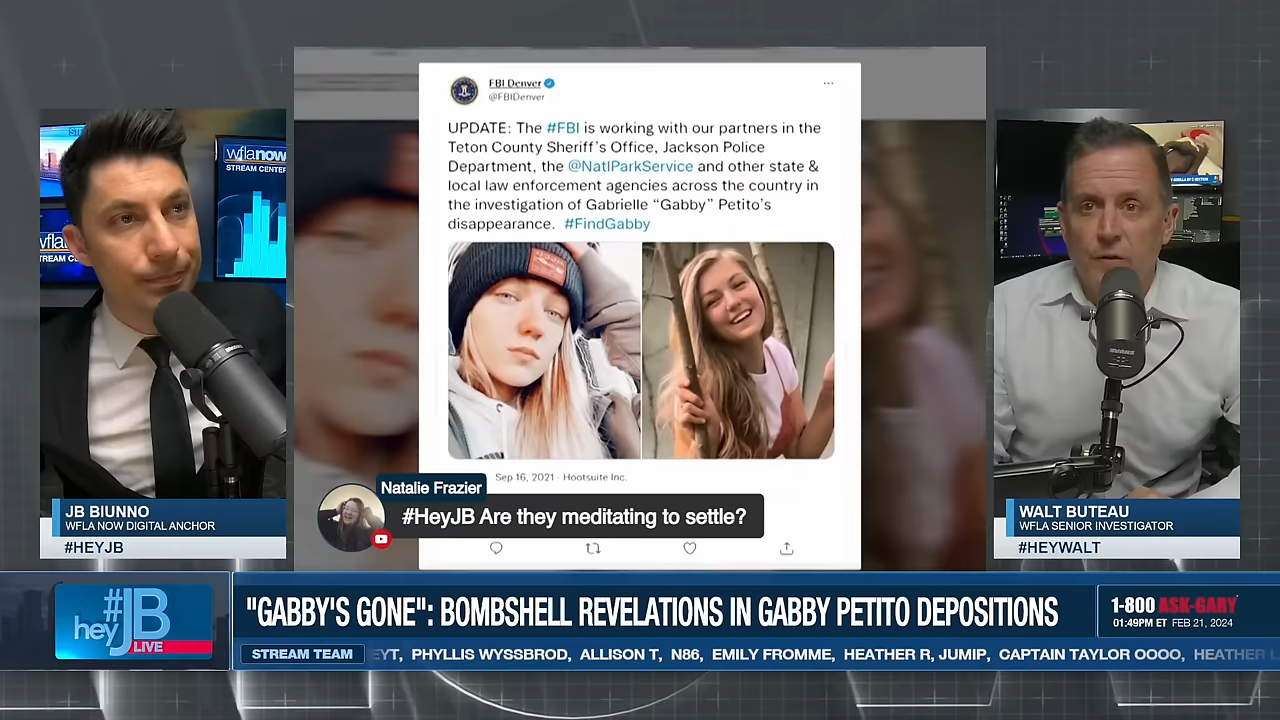 FBI Denver
@FBIDenver
UPDATE: The #FBI is working with our partners in the
Teton County Sheriff's Office, Jackson Police
Department, the @NatlParkService and other state &
local law enforcement agencies across the country in
the investigation of Gabrielle “Gabby” Petito's
disappearance. #FindGabby
Sep 16, 2021 · Hootsuite Inc.
wflanow
STREAM CENTER
wfla
Natalie Frazier
#HeyJB Are they meditating to settle?
JB BIUNNO
WFLA NOW DIGITAL ANCHOR
#HEYJB
WALT BUTEAU
WFLA SENIOR INVESTIGATOR
#HEYWALT
#heyJB
LIVE
"GABBY'S GONE": BOMBSHELL REVELATIONS IN GABBY PETITO DEPOSITIONS
1-800 ASK-GARY
01:49PM ET FEB 21, 2024
STREAM TEAM
EYT, PHYLLIS WYSSBROD, ALLISON T, N86, EMILY FROMME, HEATHER R, JUMIP, CAPTAIN TAYLOR OOOO, HEATHER